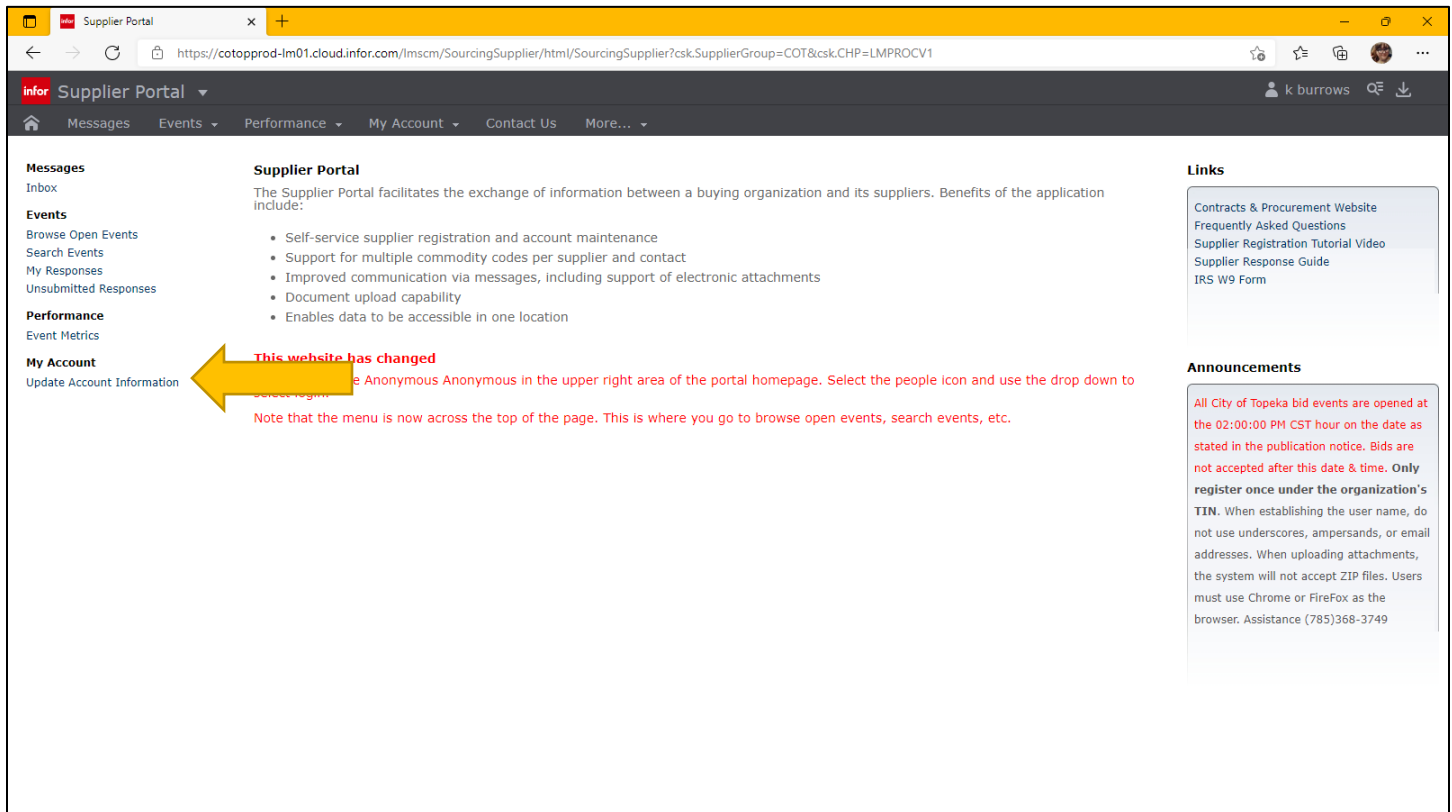 infor Supplier Portal
https://cotopprod-lm01.cloud.infor.com/lmscm/SourcingSupplier/html/SourcingSupplier?csk.SupplierGroup=COT&csk.CHP=LMPROCV1
infor Supplier Portal
k burrows
Messages Events Performance My Account Contact Us More...
Messages
Inbox
Events
Browse Open Events
Search Events
My Responses
Unsubmitted Responses
Performance
Event Metrics
My Account
Update Account Information
Supplier Portal
The Supplier Portal facilitates the exchange of information between a buying organization and its suppliers. Benefits of the application
include:
• Self-service supplier registration and account maintenance
• Support for multiple commodity codes per supplier and contact
• Improved communication via messages, including support of electronic attachments
• Document upload capability
• Enables data to be accessible in one location
This website has changed
Anonymous Anonymous in the upper right area of the portal homepage. Select the people icon and use the drop down to
select login.
Note that the menu is now across the top of the page. This is where you go to browse open events, search events, etc.
Links
Contracts & Procurement Website
Frequently Asked Questions
Supplier Registration Tutorial Video
Supplier Response Guide
IRS W9 Form
Announcements
All City of Topeka bid events are opened at
the 02:00:00 PM CST hour on the date as
stated in the publication notice. Bids are
not accepted after this date & time. Only
register once under the organization's
TIN. When establishing the user name, do
not use underscores, ampersands, or email
addresses. When uploading attachments,
the system will not accept ZIP files. Users
must use Chrome or FireFox as the
browser. Assistance (785)368-3749